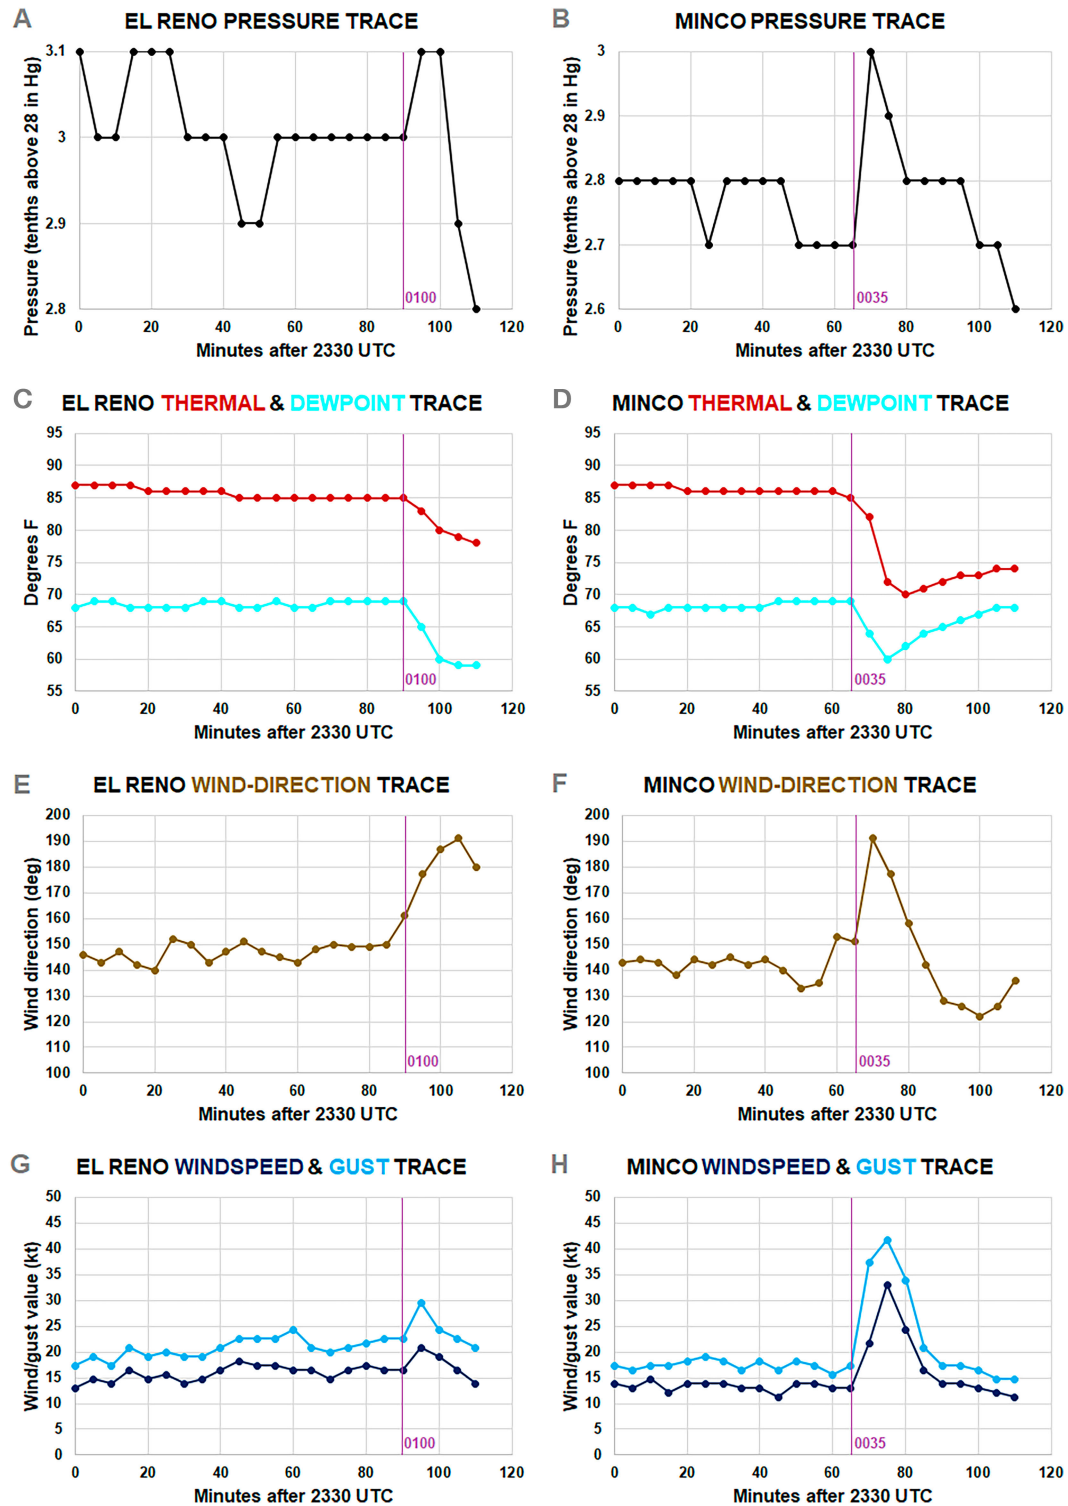 A
EL RENO PRESSURE TRACE
Pressure (tenths above 28 in Hg)
3.1
3
2.9
2.8
0100
0 20 40 60 80 100 120
Minutes after 2330 UTC
B
MINCO PRESSURE TRACE
Pressure (tenths above 28 in Hg)
3
2.9
2.8
2.7
2.6
0035
0 20 40 60 80 100 120
Minutes after 2330 UTC
C
EL RENO THERMAL & DEWPOINT TRACE
Degrees F
95
90
85
80
75
70
65
60
55
0100
0 20 40 60 80 100 120
Minutes after 2330 UTC
D
MINCO THERMAL & DEWPOINT TRACE
Degrees F
95
90
85
80
75
70
65
60
55
0035
0 20 40 60 80 100 120
Minutes after 2330 UTC
E
EL RENO WIND-DIRECTION TRACE
Wind direction (deg)
200
190
180
170
160
150
140
130
120
110
100
0100
0 20 40 60 80 100 120
Minutes after 2330 UTC
F
MINCO WIND-DIRECTION TRACE
Wind direction (deg)
200
190
180
170
160
150
140
130
120
110
100
0035
0 20 40 60 80 100 120
Minutes after 2330 UTC
G
EL RENO WINDSPEED & GUST TRACE
Wind/gust value (kt)
50
45
40
35
30
25
20
15
10
5
0
0100
0 20 40 60 80 100 120
Minutes after 2330 UTC
H
MINCO WINDSPEED & GUST TRACE
Wind/gust value (kt)
50
45
40
35
30
25
20
15
10
5
0
0035
0 20 40 60 80 100 120
Minutes after 2330 UTC